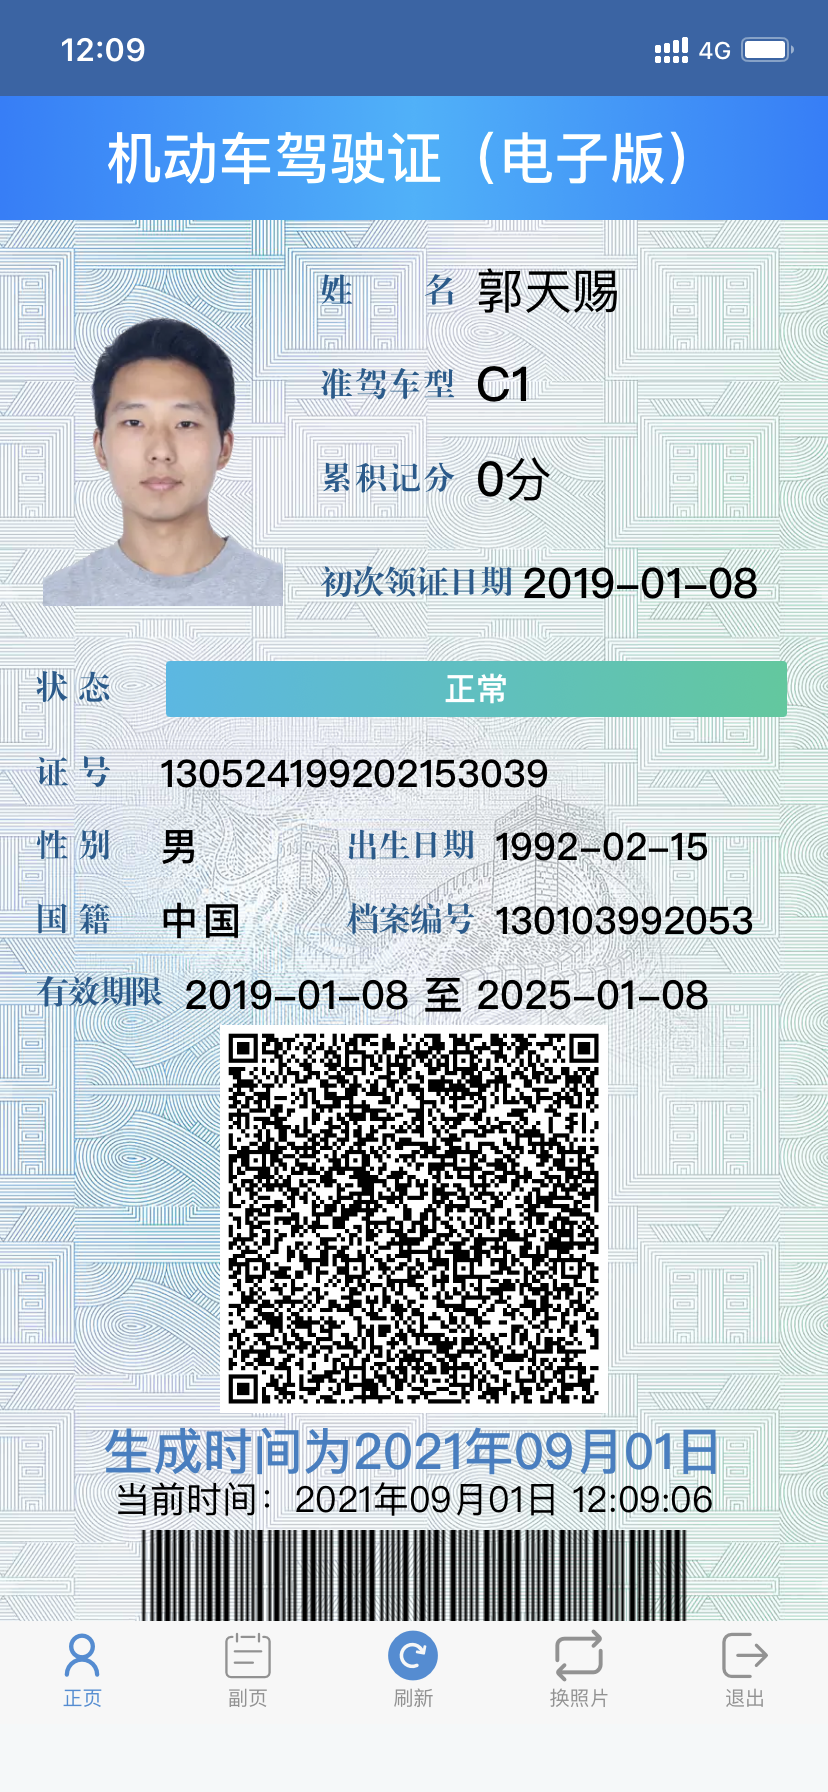 12:09 4G
机动车驾驶证（电子版）
姓 名 郭天赐
准驾车型 C1
累积记分 0分
初次领证日期 2019-01-08
状态 正常
证号 130524199202153039
性别 男 出生日期 1992-02-15
国籍 中国 档案编号 130103992053
有效期限 2019-01-08 至 2025-01-08
生成时间为2021年09月01日
当前时间：2021年09月01日 12:09:06
正页 副页 刷新 换照片 退出